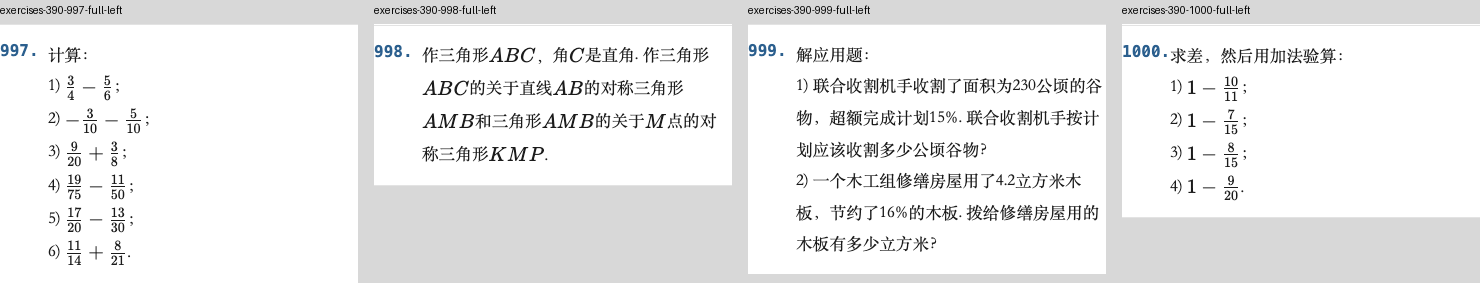 exercises-390-997-full-left
997. 计算:
1) 3/4 − 5/6;
2) −3/10 − 5/10;
3) 9/20 + 3/8;
4) 19/75 − 11/50;
5) 17/20 − 13/30;
6) 11/14 + 8/21.
exercises-390-998-full-left
998. 作三角形ABC，角C是直角. 作三角形
ABC的关于直线AB的对称三角形
AMB和三角形AMB的关于M点的对
称三角形KMP.
exercises-390-999-full-left
999. 解应用题:
1) 联合收割机手收割了面积为230公顷的谷
物，超额完成计划15%. 联合收割机手按计
划应该收割多少公顷谷物?
2) 一个木工组修缮房屋用了4.2立方米木
板，节约了16%的木板. 拨给修缮房屋用的
木板有多少立方米?
exercises-390-1000-full-left
1000. 求差，然后用加法验算:
1) 1 − 10/11;
2) 1 − 7/15;
3) 1 − 8/15;
4) 1 − 9/20.